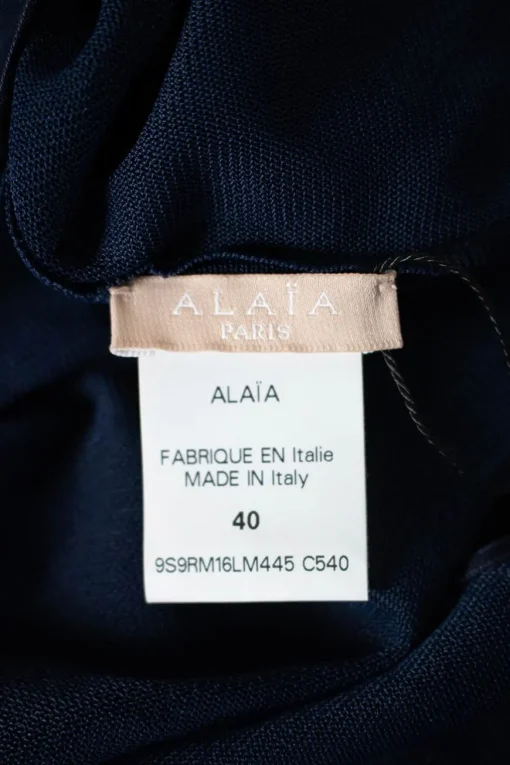 ALAÏA
PARIS
ALAÏA
FABRIQUE EN Italie
MADE IN Italy
40
9S9RM16LM445 C540